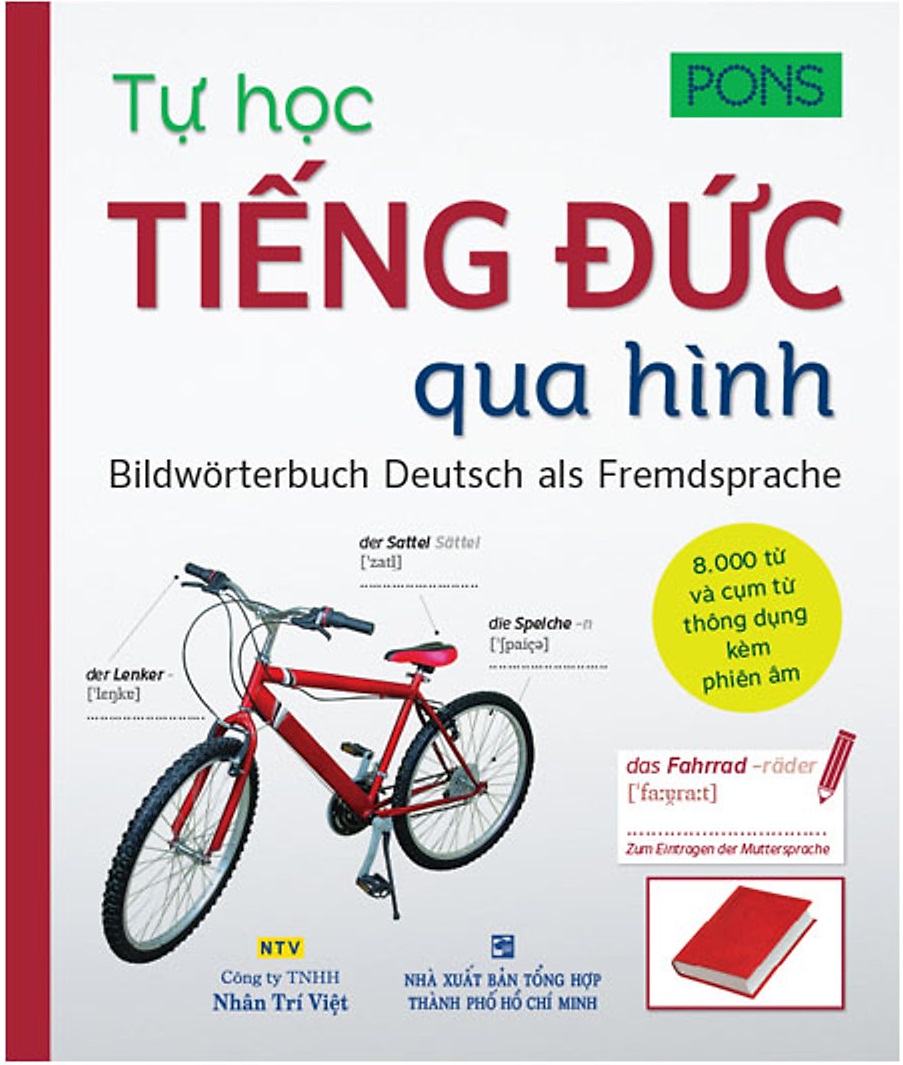 PONS
Tự học
TIẾNG ĐỨC
qua hình
Bildwörterbuch Deutsch als Fremdsprache
der Sattel Sättel
['zatl̩]
die Speiche -n
['ʃpaiçə]
der Lenker -
['lɛŋkɐ]
8.000 từ
và cụm từ
thông dụng
kèm
phiên âm
das Fahrrad -räder
['fa:ɐ̯ra:t]
Zum Eintragen der Muttersprache
NTV
Công ty TNHH
Nhân Trí Việt
NHÀ XUẤT BẢN TỔNG HỢP
THÀNH PHỐ HỒ CHÍ MINH